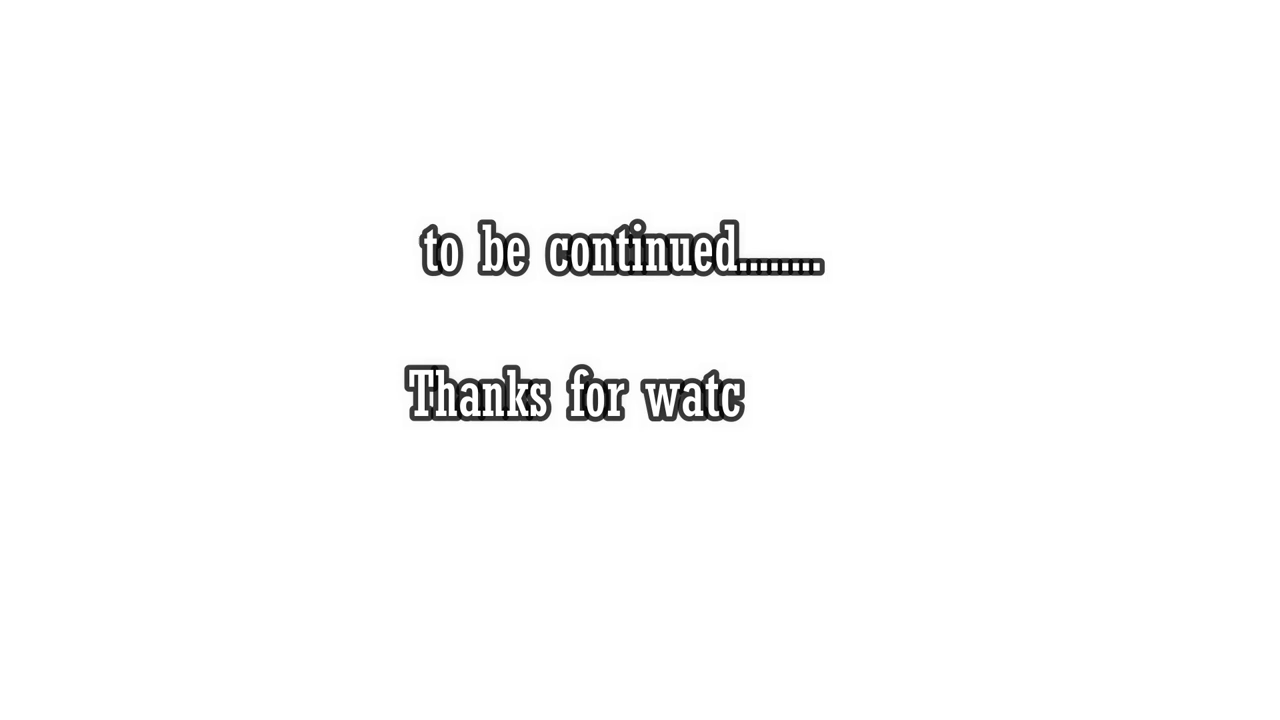 to be continued........
Thanks for watc